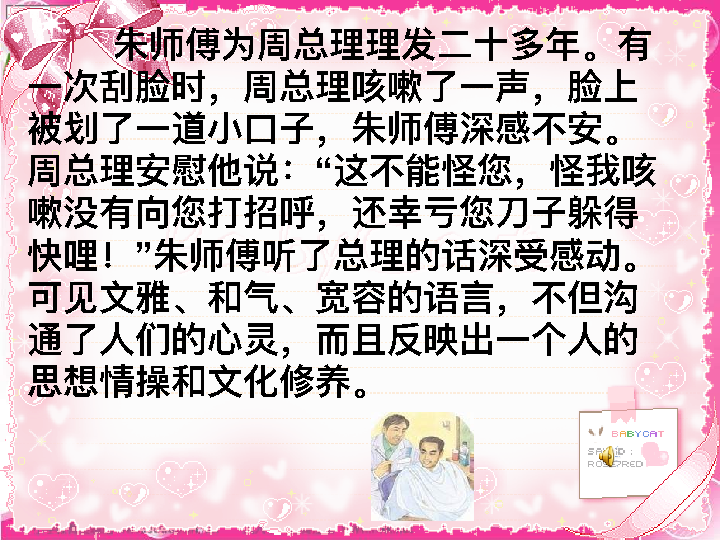 朱师傅为周总理理发二十多年。有
一次刮脸时，周总理咳嗽了一声，脸上
被划了一道小口子，朱师傅深感不安。
周总理安慰他说：“这不能怪您，怪我咳
嗽没有向您打招呼，还幸亏您刀子躲得
快哩！”朱师傅听了总理的话深受感动。
可见文雅、和气、宽容的语言，不但沟
通了人们的心灵，而且反映出一个人的
思想情操和文化修养。
BABYCAT